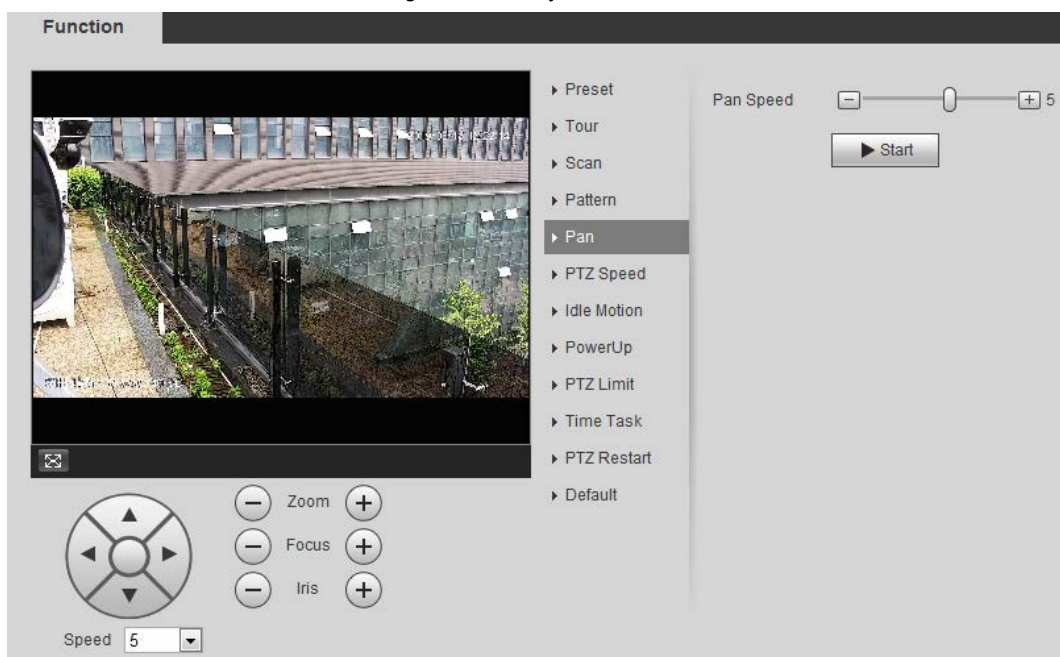 Function
Preset
Tour
Scan
Pattern
Pan
PTZ Speed
Idle Motion
PowerUp
PTZ Limit
Time Task
PTZ Restart
Default
Pan Speed
5
Start
Zoom
Focus
Iris
Speed 5